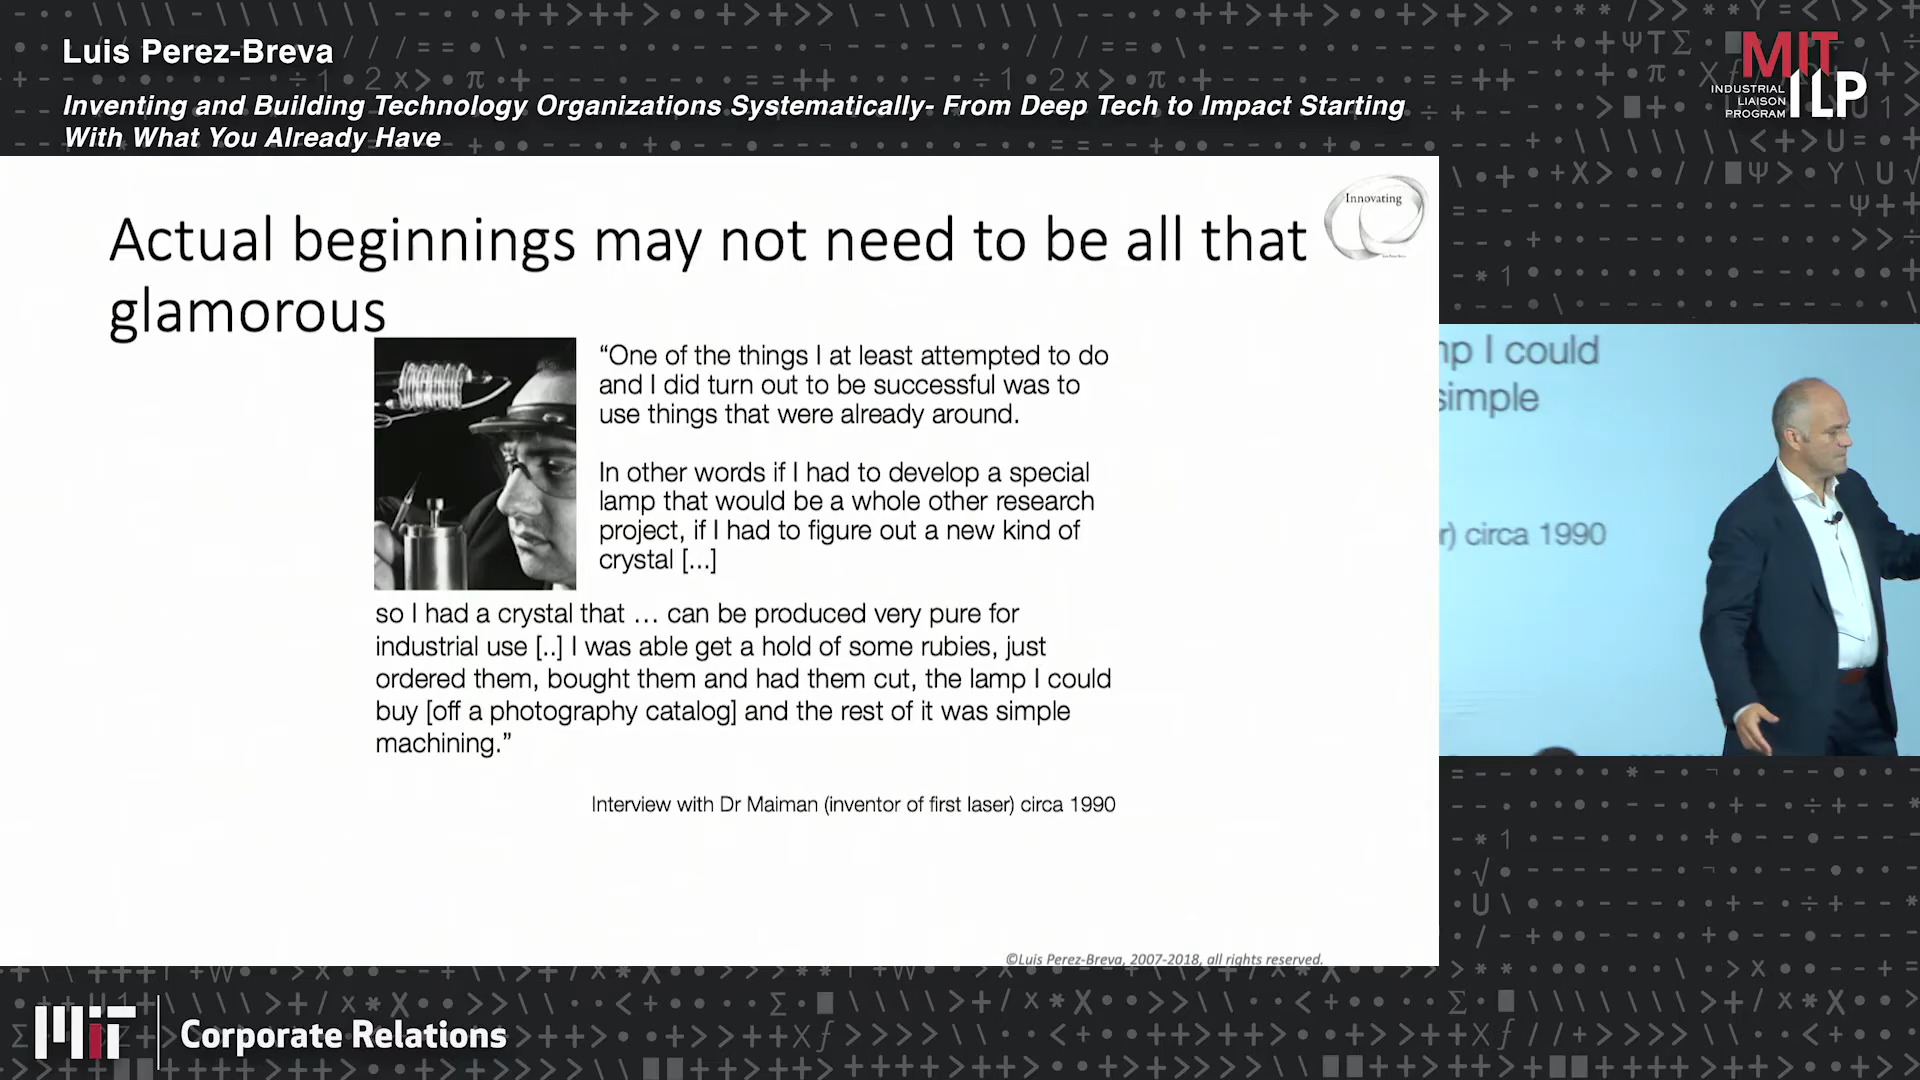 Luis Perez-Breva
Inventing and Building Technology Organizations Systematically- From Deep Tech to Impact Starting
With What You Already Have
MIT
INDUSTRIAL
LIAISON
PROGRAM
ILP
Innovating
Actual beginnings may not need to be all that
glamorous
“One of the things I at least attempted to do
and I did turn out to be successful was to
use things that were already around.
In other words if I had to develop a special
lamp that would be a whole other research
project, if I had to figure out a new kind of
crystal [...]
so I had a crystal that … can be produced very pure for
industrial use [..] I was able get a hold of some rubies, just
ordered them, bought them and had them cut, the lamp I could
buy [off a photography catalog] and the rest of it was simple
machining.”
Interview with Dr Maiman (inventor of first laser) circa 1990
©Luis Perez-Breva, 2007-2018, all rights reserved.
I could
simple
circa 1990
MIT
Corporate Relations